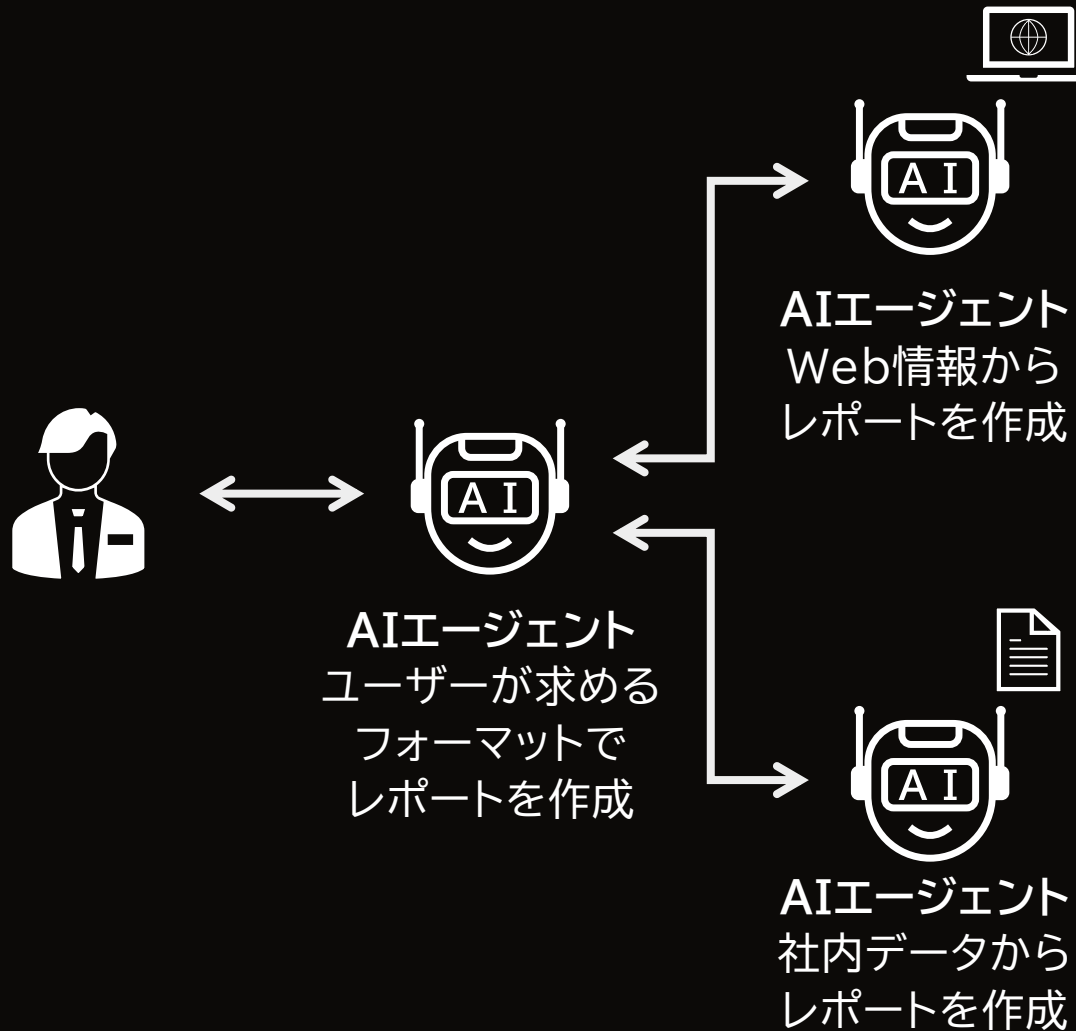 AI
AIエージェント
Web情報から
レポートを作成
AI
AIエージェント
ユーザーが求める
フォーマットで
レポートを作成
AI
AIエージェント
社内データから
レポートを作成